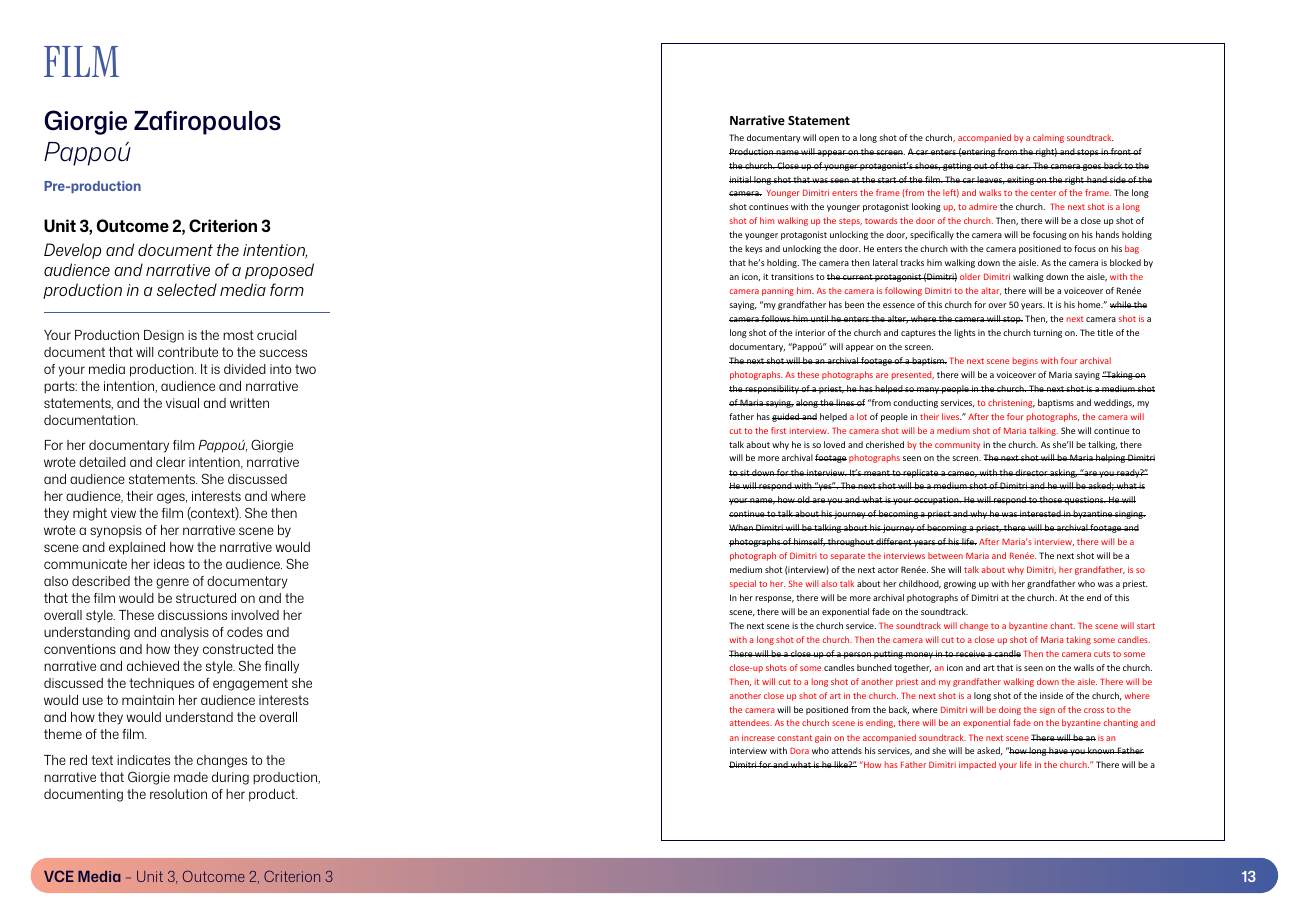 FILM
Giorgie Zafiropoulos
Pappoú
Pre-production
Unit 3, Outcome 2, Criterion 3
Develop and document the intention,
audience and narrative of a proposed
production in a selected media form
Your Production Design is the most crucial
document that will contribute to the success
of your media production. It is divided into two
parts: the intention, audience and narrative
statements, and the visual and written
documentation.
For her documentary film Pappoú, Giorgie
wrote detailed and clear intention, narrative
and audience statements. She discussed
her audience, their ages, interests and where
they might view the film (context). She then
wrote a synopsis of her narrative scene by
scene and explained how the narrative would
communicate her ideas to the audience. She
also described the genre of documentary
that the film would be structured on and the
overall style. These discussions involved her
understanding and analysis of codes and
conventions and how they constructed the
narrative and achieved the style. She finally
discussed the techniques of engagement she
would use to maintain her audience interests
and how they would understand the overall
theme of the film.
The red text indicates the changes to the
narrative that Giorgie made during production,
documenting the resolution of her product.
Narrative Statement
The documentary will open to a long shot of the church, accompanied by a calming soundtrack.
Production name will appear on the screen. A car enters (entering from the right) and stops in front of
the church. Close up of younger protagonist's shoes, getting out of the car. The camera goes back to the
initial long shot that was seen at the start of the film. The car leaves, exiting on the right hand side of the
camera. Younger Dimitri enters the frame (from the left) and walks to the center of the frame. The long
shot continues with the younger protagonist looking up, to admire the church. The next shot is a long
shot of him walking up the steps, towards the door of the church. Then, there will be a close up shot of
the younger protagonist unlocking the door, specifically the camera will be focusing on his hands holding
the keys and unlocking the door. He enters the church with the camera positioned to focus on his bag
that he's holding. The camera then lateral tracks him walking down the aisle. As the camera is blocked by
an icon, it transitions to the current protagonist (Dimitri) older Dimitri walking down the aisle, with the
camera panning him. As the camera is following Dimitri to the altar, there will be a voiceover of Renée
saying, "my grandfather has been the essence of this church for over 50 years. It is his home." while the
camera follows him until he enters the alter, where the camera will stop. Then, the next camera shot is a
long shot of the interior of the church and captures the lights in the church turning on. The title of the
documentary, "Pappoú" will appear on the screen.
The next shot will be an archival footage of a baptism. The next scene begins with four archival
photographs. As these photographs are presented, there will be a voiceover of Maria saying "Taking on
the responsibility of a priest, he has helped so many people in the church. The next shot is a medium shot
of Maria saying, along the lines of "from conducting services, to christening, baptisms and weddings, my
father has guided and helped a lot of people in their lives." After the four photographs, the camera will
cut to the first interview. The camera shot will be a medium shot of Maria talking. She will continue to
talk about why he is so loved and cherished by the community in the church. As she'll be talking, there
will be more archival footage photographs seen on the screen. The next shot will be Maria helping Dimitri
to sit down for the interview. It's meant to replicate a cameo, with the director asking, "are you ready?"
He will respond with "yes". The next shot will be a medium shot of Dimitri and he will be asked; what is
your name, how old are you and what is your occupation. He will respond to those questions. He will
continue to talk about his journey of becoming a priest and why he was interested in byzantine singing.
When Dimitri will be talking about his journey of becoming a priest, there will be archival footage and
photographs of himself, throughout different years of his life. After Maria's interview, there will be a
photograph of Dimitri to separate the interviews between Maria and Renée. The next shot will be a
medium shot (interview) of the next actor Renée. She will talk about why Dimitri, her grandfather, is so
special to her. She will also talk about her childhood, growing up with her grandfather who was a priest.
In her response, there will be more archival photographs of Dimitri at the church. At the end of this
scene, there will be an exponential fade on the soundtrack.
The next scene is the church service. The soundtrack will change to a byzantine chant. The scene will start
with a long shot of the church. Then the camera will cut to a close up shot of Maria taking some candles.
There will be a close up of a person putting money in to receive a candle Then the camera cuts to some
close-up shots of some candles bunched together, an icon and art that is seen on the walls of the church.
Then, it will cut to a long shot of another priest and my grandfather walking down the aisle. There will be
another close up shot of art in the church. The next shot is a long shot of the inside of the church, where
the camera will be positioned from the back, where Dimitri will be doing the sign of the cross to the
attendees. As the church scene is ending, there will be an exponential fade on the byzantine chanting and
an increase constant gain on the accompanied soundtrack. The next scene There will be an is an
interview with Dora who attends his services, and she will be asked, "how long have you known Father
Dimitri for and what is he like?" "How has Father Dimitri impacted your life in the church." There will be a
VCE Media – Unit 3, Outcome 2, Criterion 3
13